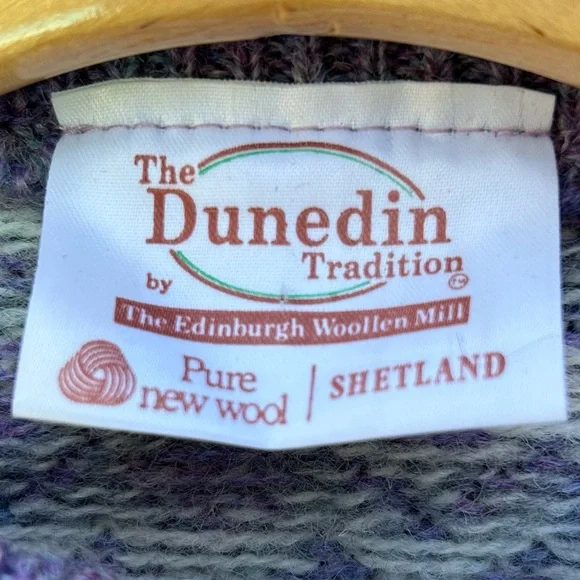 The
Dunedin
Tradition
by
The Edinburgh Woollen Mill
Pure
new wool
SHETLAND